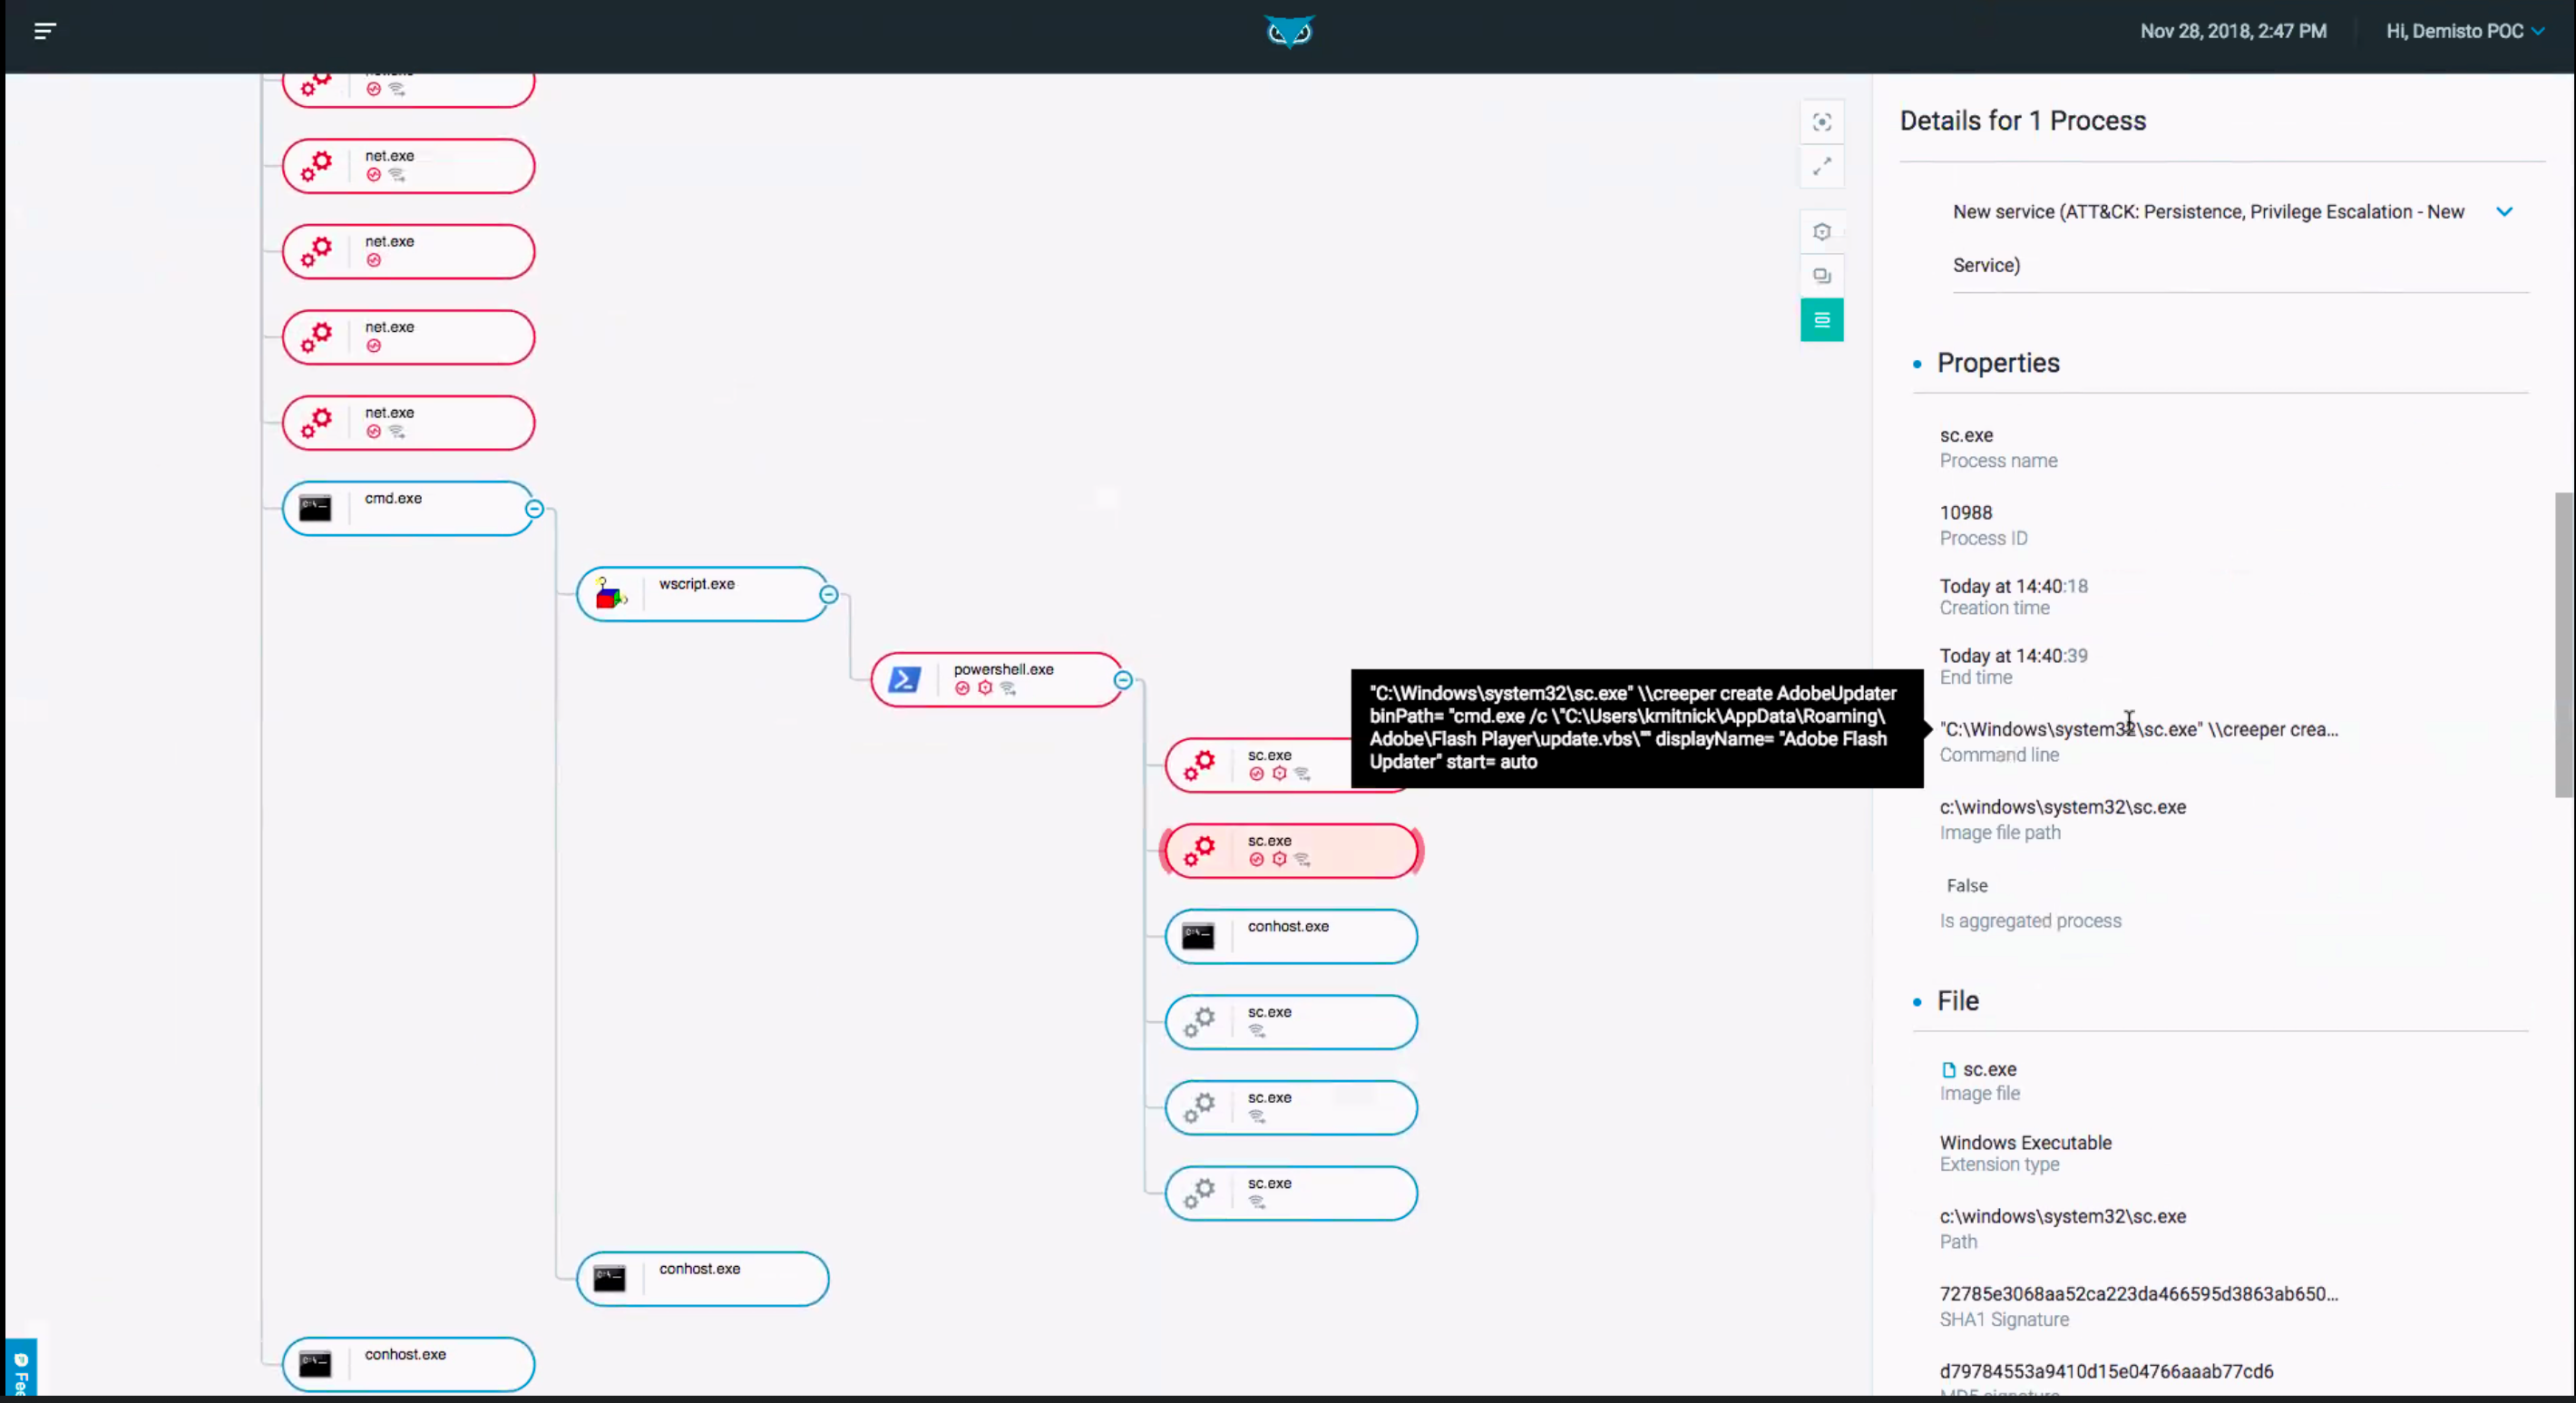 Nov 28, 2018, 2:47 PM
Hi, Demisto POC
net.exe
net.exe
net.exe
net.exe
cmd.exe
wscript.exe
powershell.exe
sc.exe
sc.exe
conhost.exe
sc.exe
sc.exe
sc.exe
conhost.exe
conhost.exe
"C:\Windows\system32\sc.exe" \\creeper create AdobeUpdater
binPath= "cmd.exe /c \"C:\Users\kmitnick\AppData\Roaming\
Adobe\Flash Player\update.vbs\"" displayName= "Adobe Flash
Updater" start= auto
Details for 1 Process
New service (ATT&CK: Persistence, Privilege Escalation - New
Service)
Properties
sc.exe
Process name
10988
Process ID
Today at 14:40:18
Creation time
Today at 14:40:39
End time
"C:\Windows\system32\sc.exe" \\creeper crea...
Command line
c:\windows\system32\sc.exe
Image file path
False
Is aggregated process
File
sc.exe
Image file
Windows Executable
Extension type
c:\windows\system32\sc.exe
Path
72785e3068aa52ca223da466595d3863ab650...
SHA1 Signature
d79784553a9410d15e04766aaab77cd6
Fee